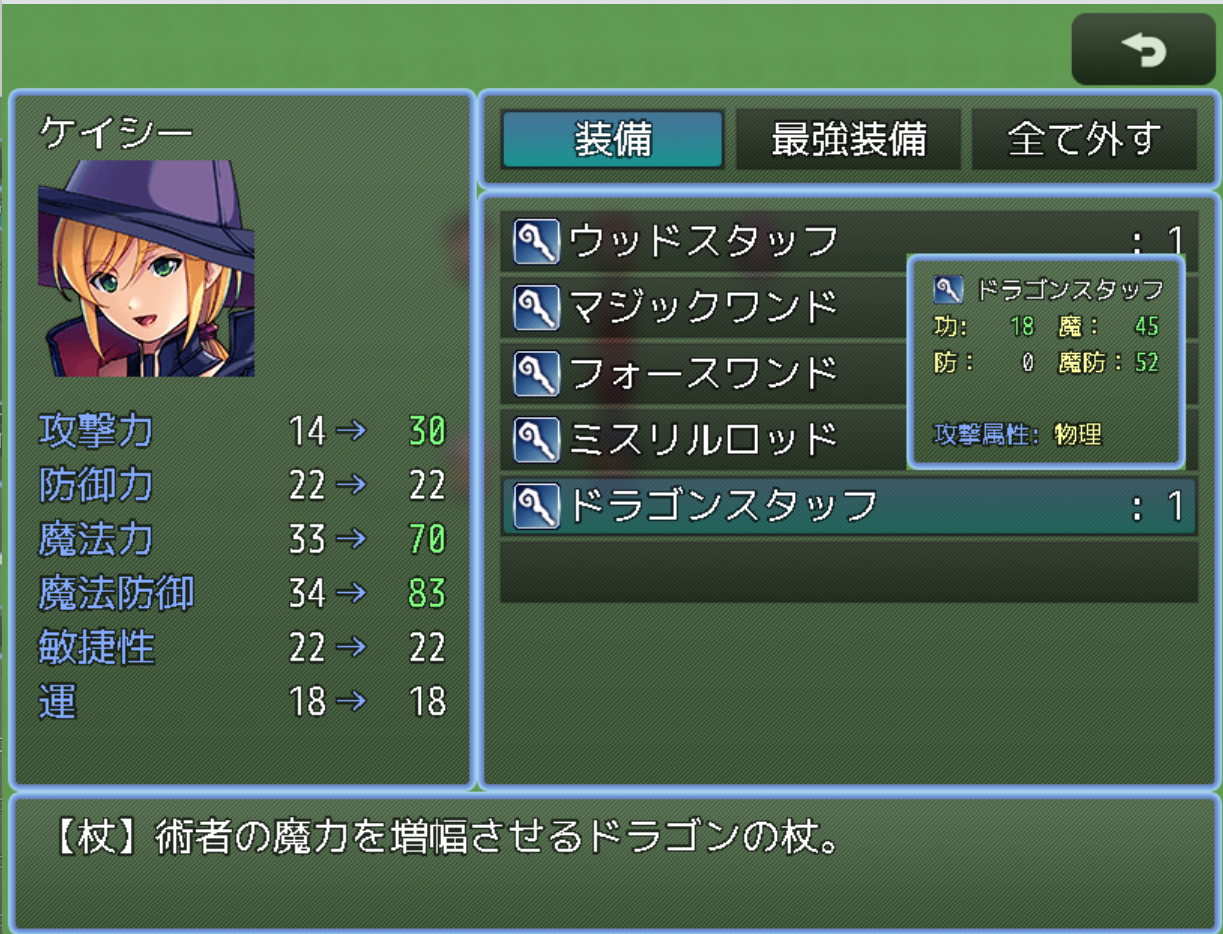 ケイシー
攻撃力 14 → 30
防御力 22 → 22
魔法力 33 → 70
魔法防御 34 → 83
敏捷性 22 → 22
運 18 → 18
装備 最強装備 全て外す
ウッドスタッフ : 1
マジックワンド
フォースワンド
ミスリルロッド
ドラゴンスタッフ : 1
ドラゴンスタッフ
功: 18 魔: 45
防: 0 魔防: 52
攻撃属性: 物理
【杖】術者の魔力を増幅させるドラゴンの杖。